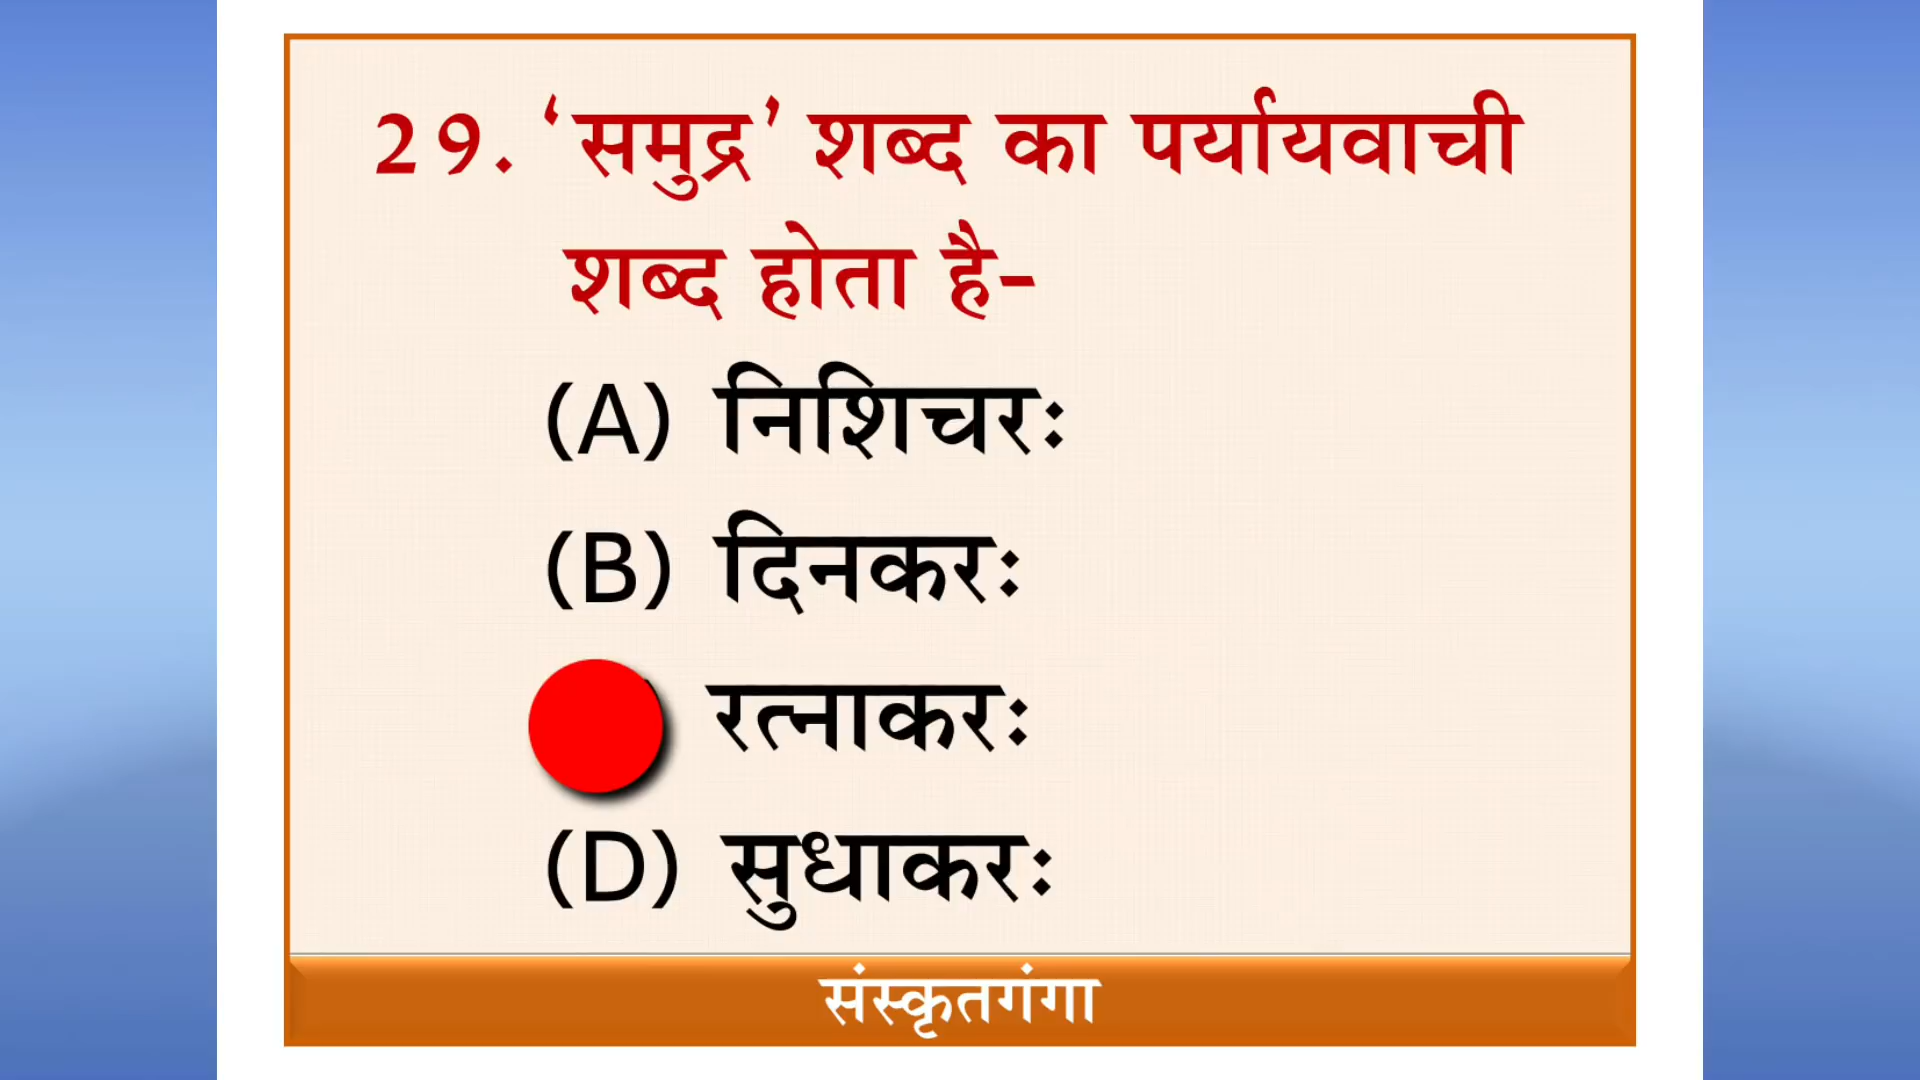 29. ‘समुद्र’ शब्द का पर्यायवाची
शब्द होता है-
(A) निशिचरः
(B) दिनकरः
रत्नाकरः
(D) सुधाकरः
संस्कृतगंगा